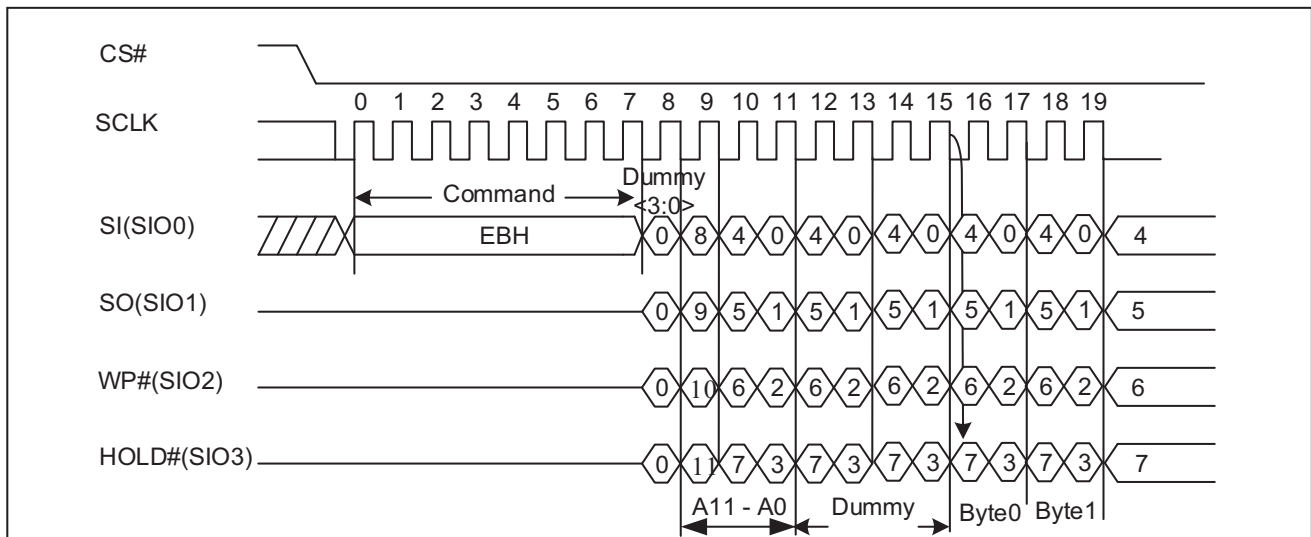 CS#
0 1 2 3 4 5 6 7 8 9 10 11 12 13 14 15 16 17 18 19
SCLK
Command
Dummy
<3:0>
SI(SIO0)
EBH
0 8 4 0 4 0 4 0 4 0 4 0 4
SO(SIO1)
0 9 5 1 5 1 5 1 5 1 5 1 5
WP#(SIO2)
0 10 6 2 6 2 6 2 6 2 6 2 6
HOLD#(SIO3)
0 11 7 3 7 3 7 3 7 3 7 3 7
A11 - A0 Dummy Byte0 Byte1